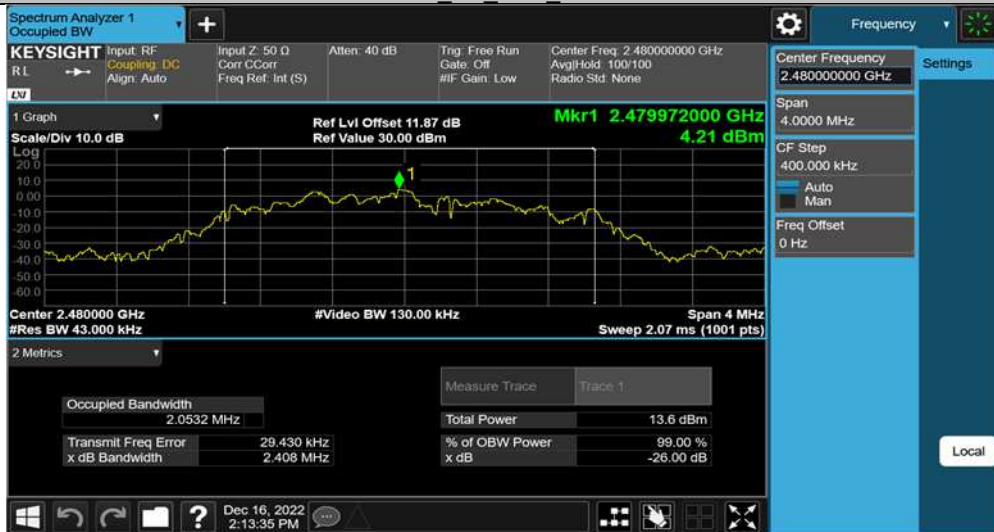 Spectrum Analyzer 1
Occupied BW
Frequency
KEYSIGHT Input: RF Input Z: 50 Ω Atten: 40 dB Trig: Free Run Center Freq: 2.480000000 GHz
RL Coupling: DC Corr CCorr Gate: Off Avg|Hold: 100/100
Align: Auto Freq Ref: Int (S) #IF Gain: Low Radio Std: None
LXI
Center Frequency
2.480000000 GHz
Settings
Span
4.0000 MHz
CF Step
400.000 kHz
Auto
Man
Freq Offset
0 Hz
Local
1 Graph
Ref Lvl Offset 11.87 dB
Mkr1 2.479972000 GHz
Scale/Div 10.0 dB
Ref Value 30.00 dBm
4.21 dBm
Log
20.0
10.0
0.00
-10.0
-20.0
-30.0
-40.0
-50.0
-60.0
1
Center 2.480000 GHz #Video BW 130.00 kHz Span 4 MHz
#Res BW 43.000 kHz Sweep 2.07 ms (1001 pts)
2 Metrics
Measure Trace Trace 1
Occupied Bandwidth
2.0532 MHz
Total Power 13.6 dBm
Transmit Freq Error 29.430 kHz % of OBW Power 99.00 %
x dB Bandwidth 2.408 MHz x dB -26.00 dB
Dec 16, 2022
2:13:35 PM